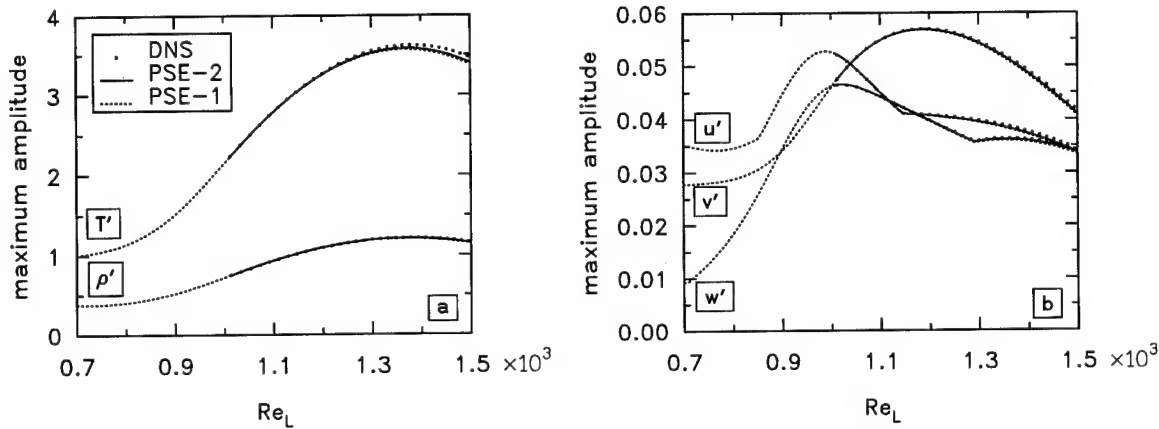 maximum amplitude
4
3
2
1
0
DNS
PSE-2
PSE-1
T'
ρ'
a
0.7 0.9 1.1 1.3 1.5 ×10³
Re_L
maximum amplitude
0.06
0.05
0.04
0.03
0.02
0.01
0.00
u'
v'
w'
b
0.7 0.9 1.1 1.3 1.5 ×10³
Re_L